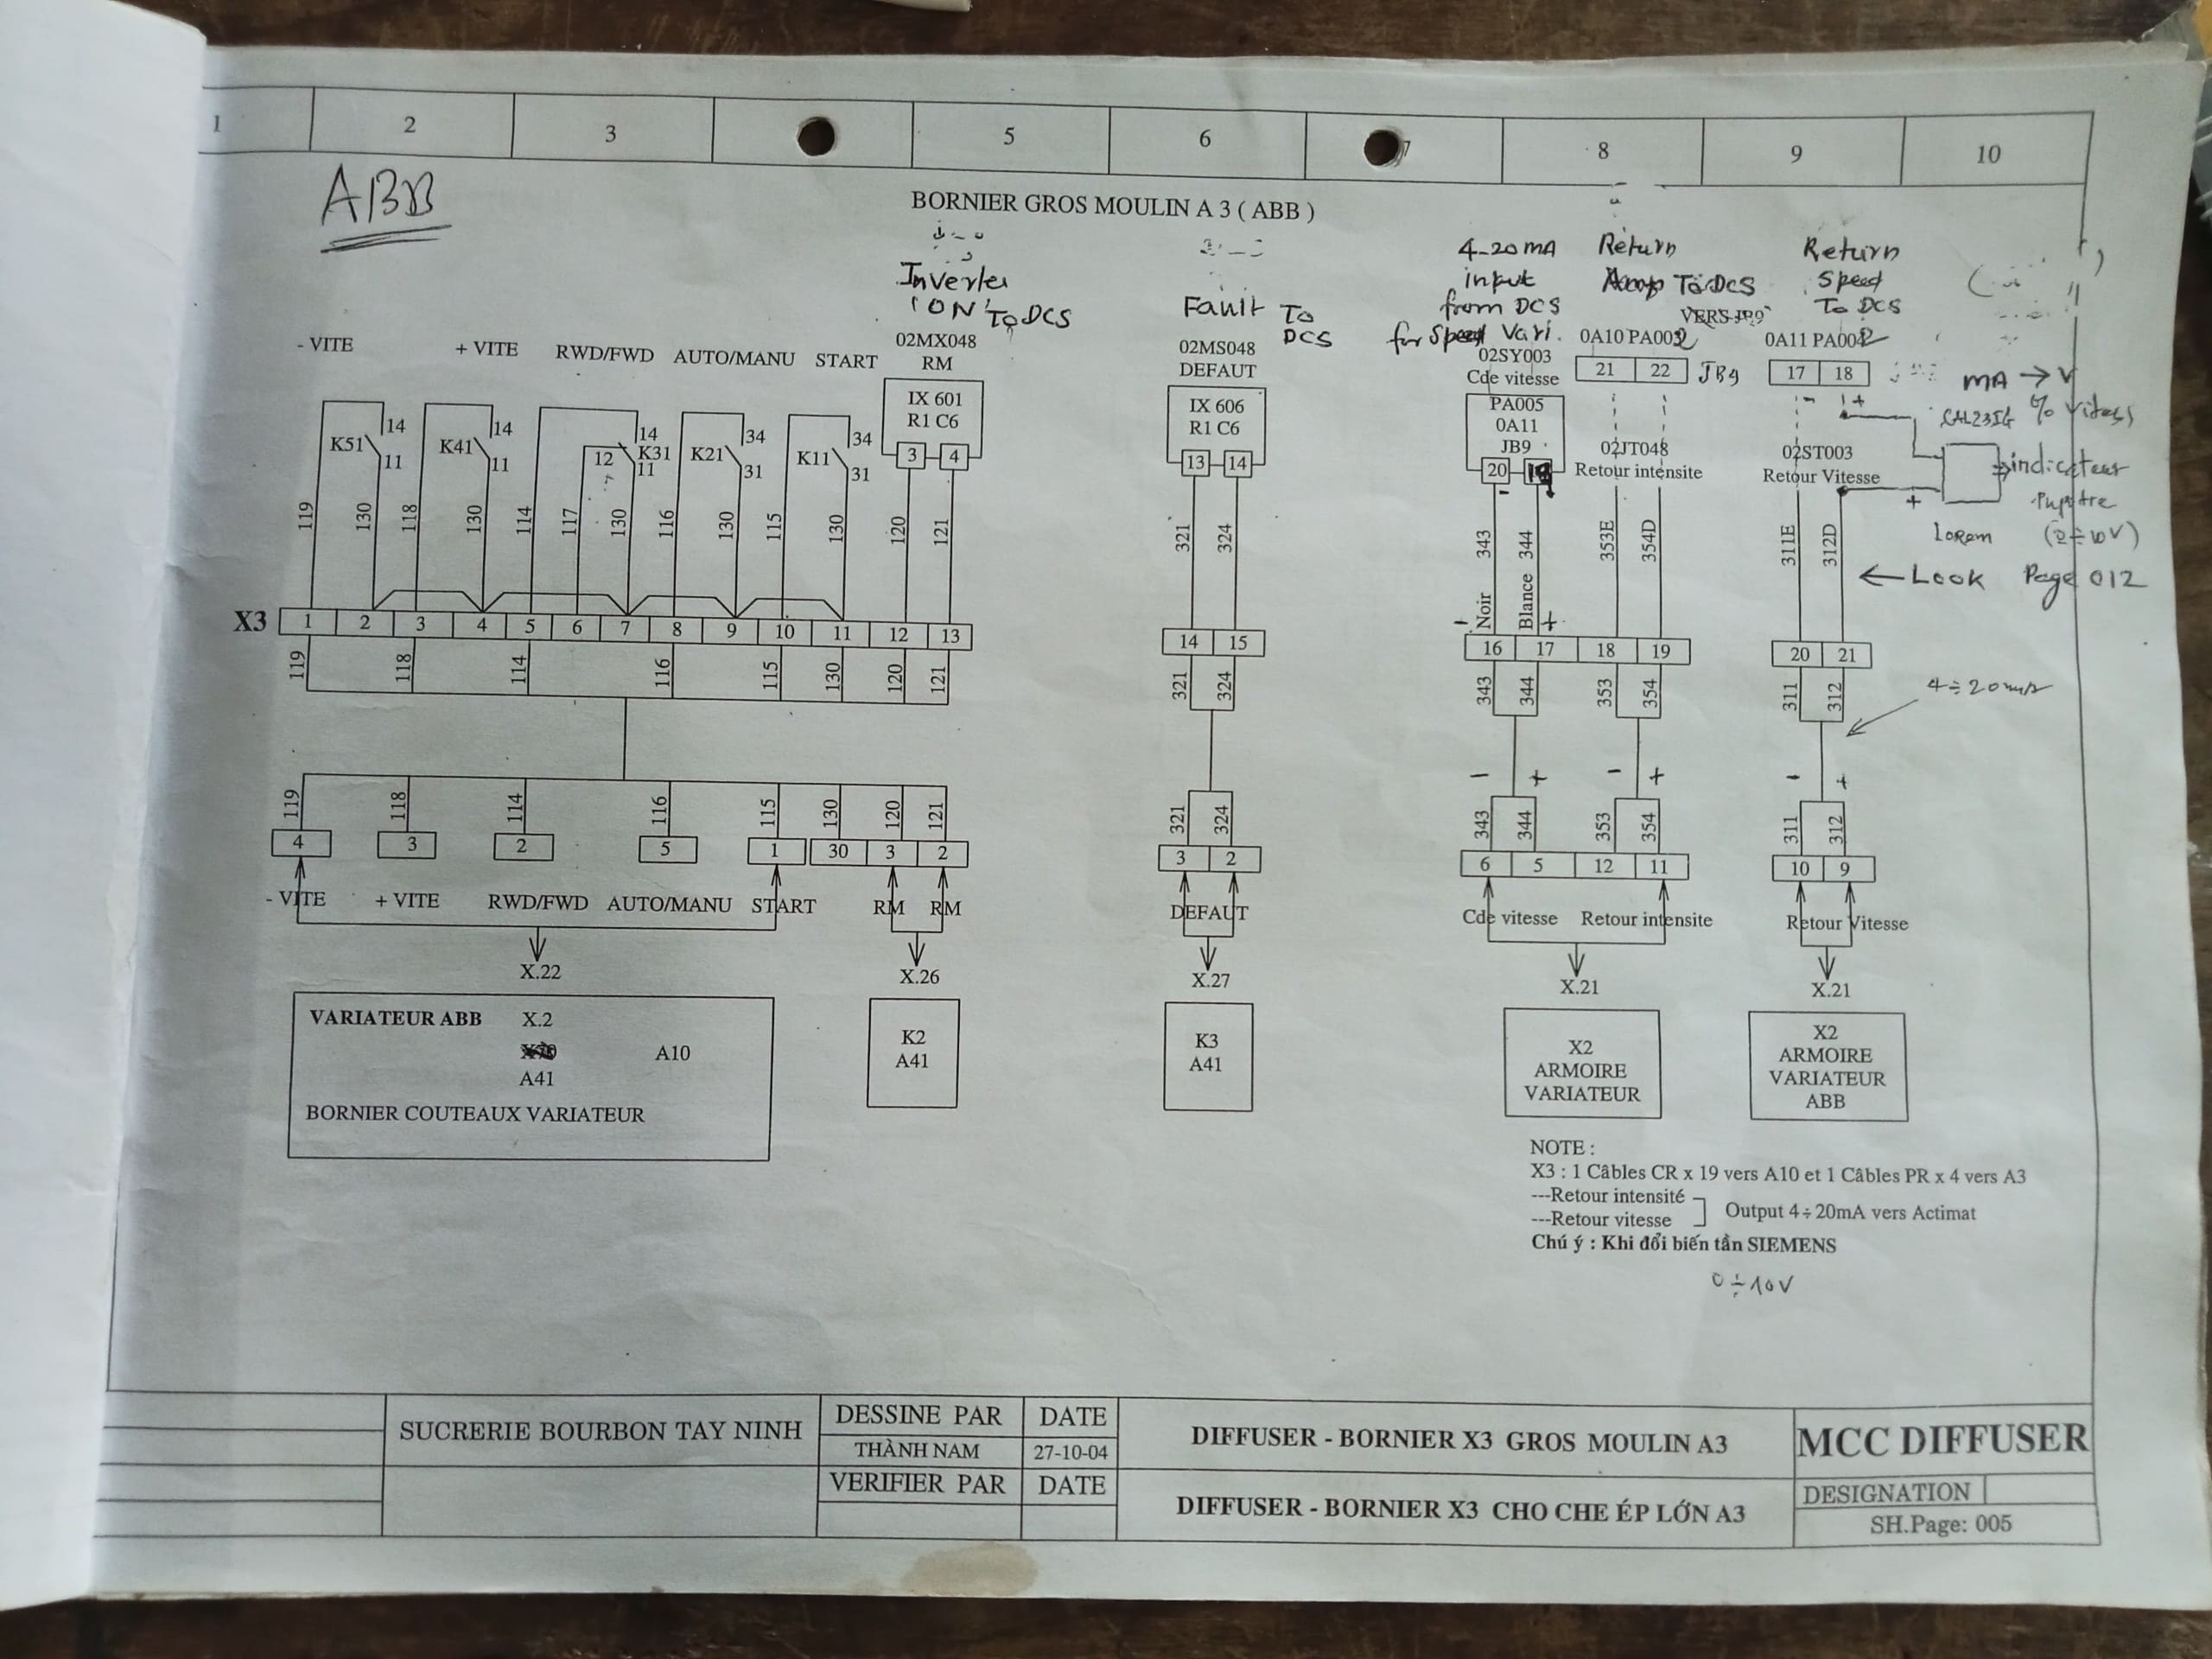 1 2 3 5 6 7 8 9 10
ABB
BORNIER GROS MOULIN A 3 ( ABB )
Inverter
'ON' To DCS
Fault To
DCS
4-20mA
input
from DCS
for Speed Vari.
Return
Amp To DCS
VERS JB9
Return
Speed
To DCS
- VITE
+ VITE
RWD/FWD
AUTO/MANU
START
02MX048
RM
02MS048
DEFAUT
02SY003
Cde vitesse
0A10 PA002
0A11 PA002
IX 601
R1 C6
3 4
IX 606
R1 C6
13 14
PA005
0A11
JB9
20
21 22 JB9
17 18
- +
mA → V
% Vitess
02JT048
Retour intensite
02ST003
Retour Vitesse
indicateur
(2÷10V)
← Look Page 012
K51 14 11
K41 14 11
12 14 K31 11
K21 34 31
K11 34 31
119 130 118 130 114 117 130 116 130 115 130 120 121
321 324
343 344 353E 354D
311E 312D
- Noir
Blance +
X3 1 2 3 4 5 6 7 8 9 10 11 12 13
14 15
16 17 18 19
20 21
119 118 114 116 115 130 120 121
321 324
343 344 353 354
311 312
4÷20mA
- + - + - +
119 118 114 116 115 130 120 121
321 324
343 344 353 354
311 312
4 3 2 5 1 30 3 2
3 2
6 5 12 11
10 9
- VITE + VITE RWD/FWD AUTO/MANU START RM RM
DEFAUT
Cde vitesse Retour intensite
Retour Vitesse
X.22 X.26 X.27 X.21 X.21
VARIATEUR ABB X.2
A10
A41
BORNIER COUTEAUX VARIATEUR
K2
A41
K3
A41
X2
ARMOIRE
VARIATEUR
X2
ARMOIRE
VARIATEUR
ABB
NOTE :
X3 : 1 Câbles CR x 19 vers A10 et 1 Câbles PR x 4 vers A3
---Retour intensité
---Retour vitesse
Output 4÷20mA vers Actimat
Chú ý : Khi đổi biến tần SIEMENS
0÷10V
SUCRERIE BOURBON TAY NINH
DESSINE PAR DATE
THÀNH NAM 27-10-04
VERIFIER PAR DATE
DIFFUSER - BORNIER X3 GROS MOULIN A3
DIFFUSER - BORNIER X3 CHO CHE ÉP LỚN A3
MCC DIFFUSER
DESIGNATION
SH.Page: 005